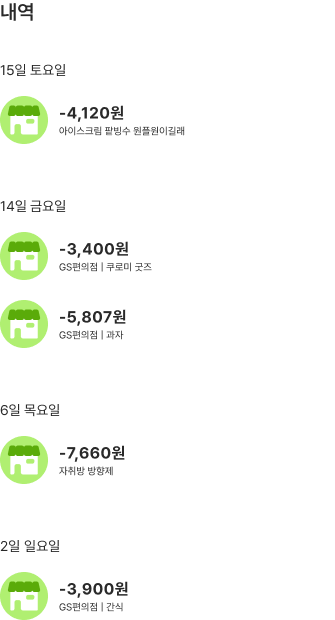 내역
15일 토요일
-4,120원
아이스크림 팥빙수 원플원이길래
14일 금요일
-3,400원
GS편의점 | 쿠로미 굿즈
-5,807원
GS편의점 | 과자
6일 목요일
-7,660원
자취방 방향제
2일 일요일
-3,900원
GS편의점 | 간식